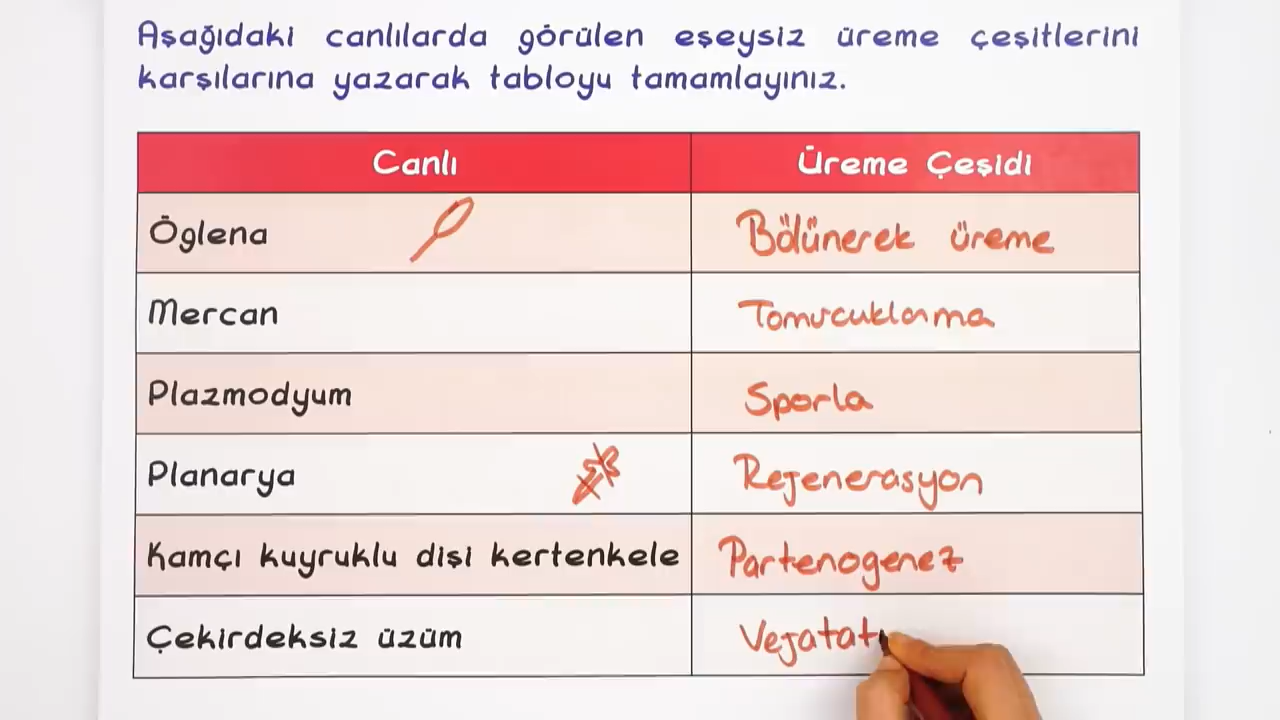 Aşağıdaki canlılarda görülen eşeysiz üreme çeşitlerini
karşılarına yazarak tabloyu tamamlayınız.
Canlı Üreme Çeşidi
Öglena Bölünerek üreme
Mercan Tomurcuklanma
Plazmodyum Sporla
Planarya Rejenerasyon
Kamçı kuyruklu dişi kertenkele Partenogenez
Çekirdeksiz üzüm Vejatat